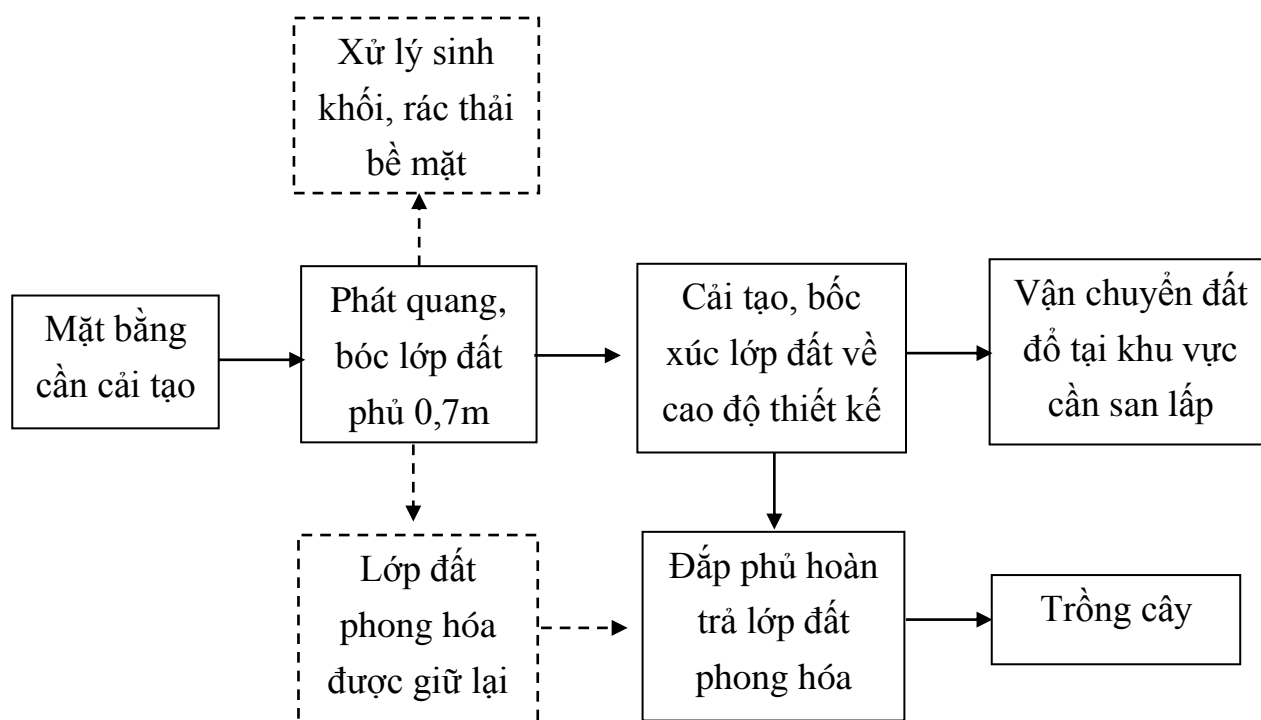 Xử lý sinh
khối, rác thải
bề mặt
Mặt bằng
cần cải tạo
Phát quang,
bóc lớp đất
phủ 0,7m
Cải tạo, bốc
xúc lớp đất về
cao độ thiết kế
Vận chuyển đất
đổ tại khu vực
cần san lấp
Lớp đất
phong hóa
được giữ lại
Đắp phủ hoàn
trả lớp đất
phong hóa
Trồng cây